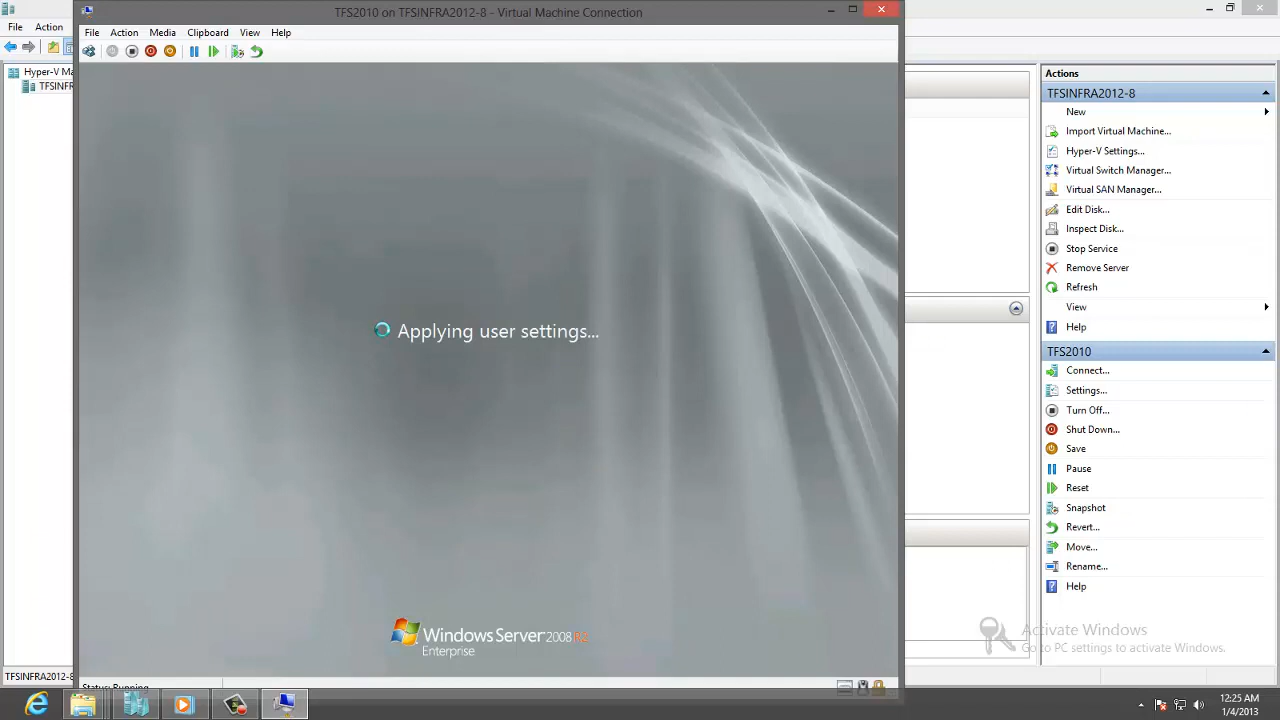 TFS2010 on TFSINFRA2012-8 - Virtual Machine Connection
File Action
File Action Media Clipboard View Help
Hyper-V Ma
TFSINFR
Applying user settings...
Windows Server 2008 R2
Enterprise
Status: Running
Actions
TFSINFRA2012-8
New
Import Virtual Machine...
Hyper-V Settings...
Virtual Switch Manager...
Virtual SAN Manager...
Edit Disk...
Inspect Disk...
Stop Service
Remove Server
Refresh
View
Help
TFS2010
Connect...
Settings...
Turn Off...
Shut Down...
Save
Pause
Reset
Snapshot
Revert...
Move...
Rename...
Help
Activate Windows
Go to PC settings to activate Windows.
TFSINFRA2012-8
12:25 AM
1/4/2013